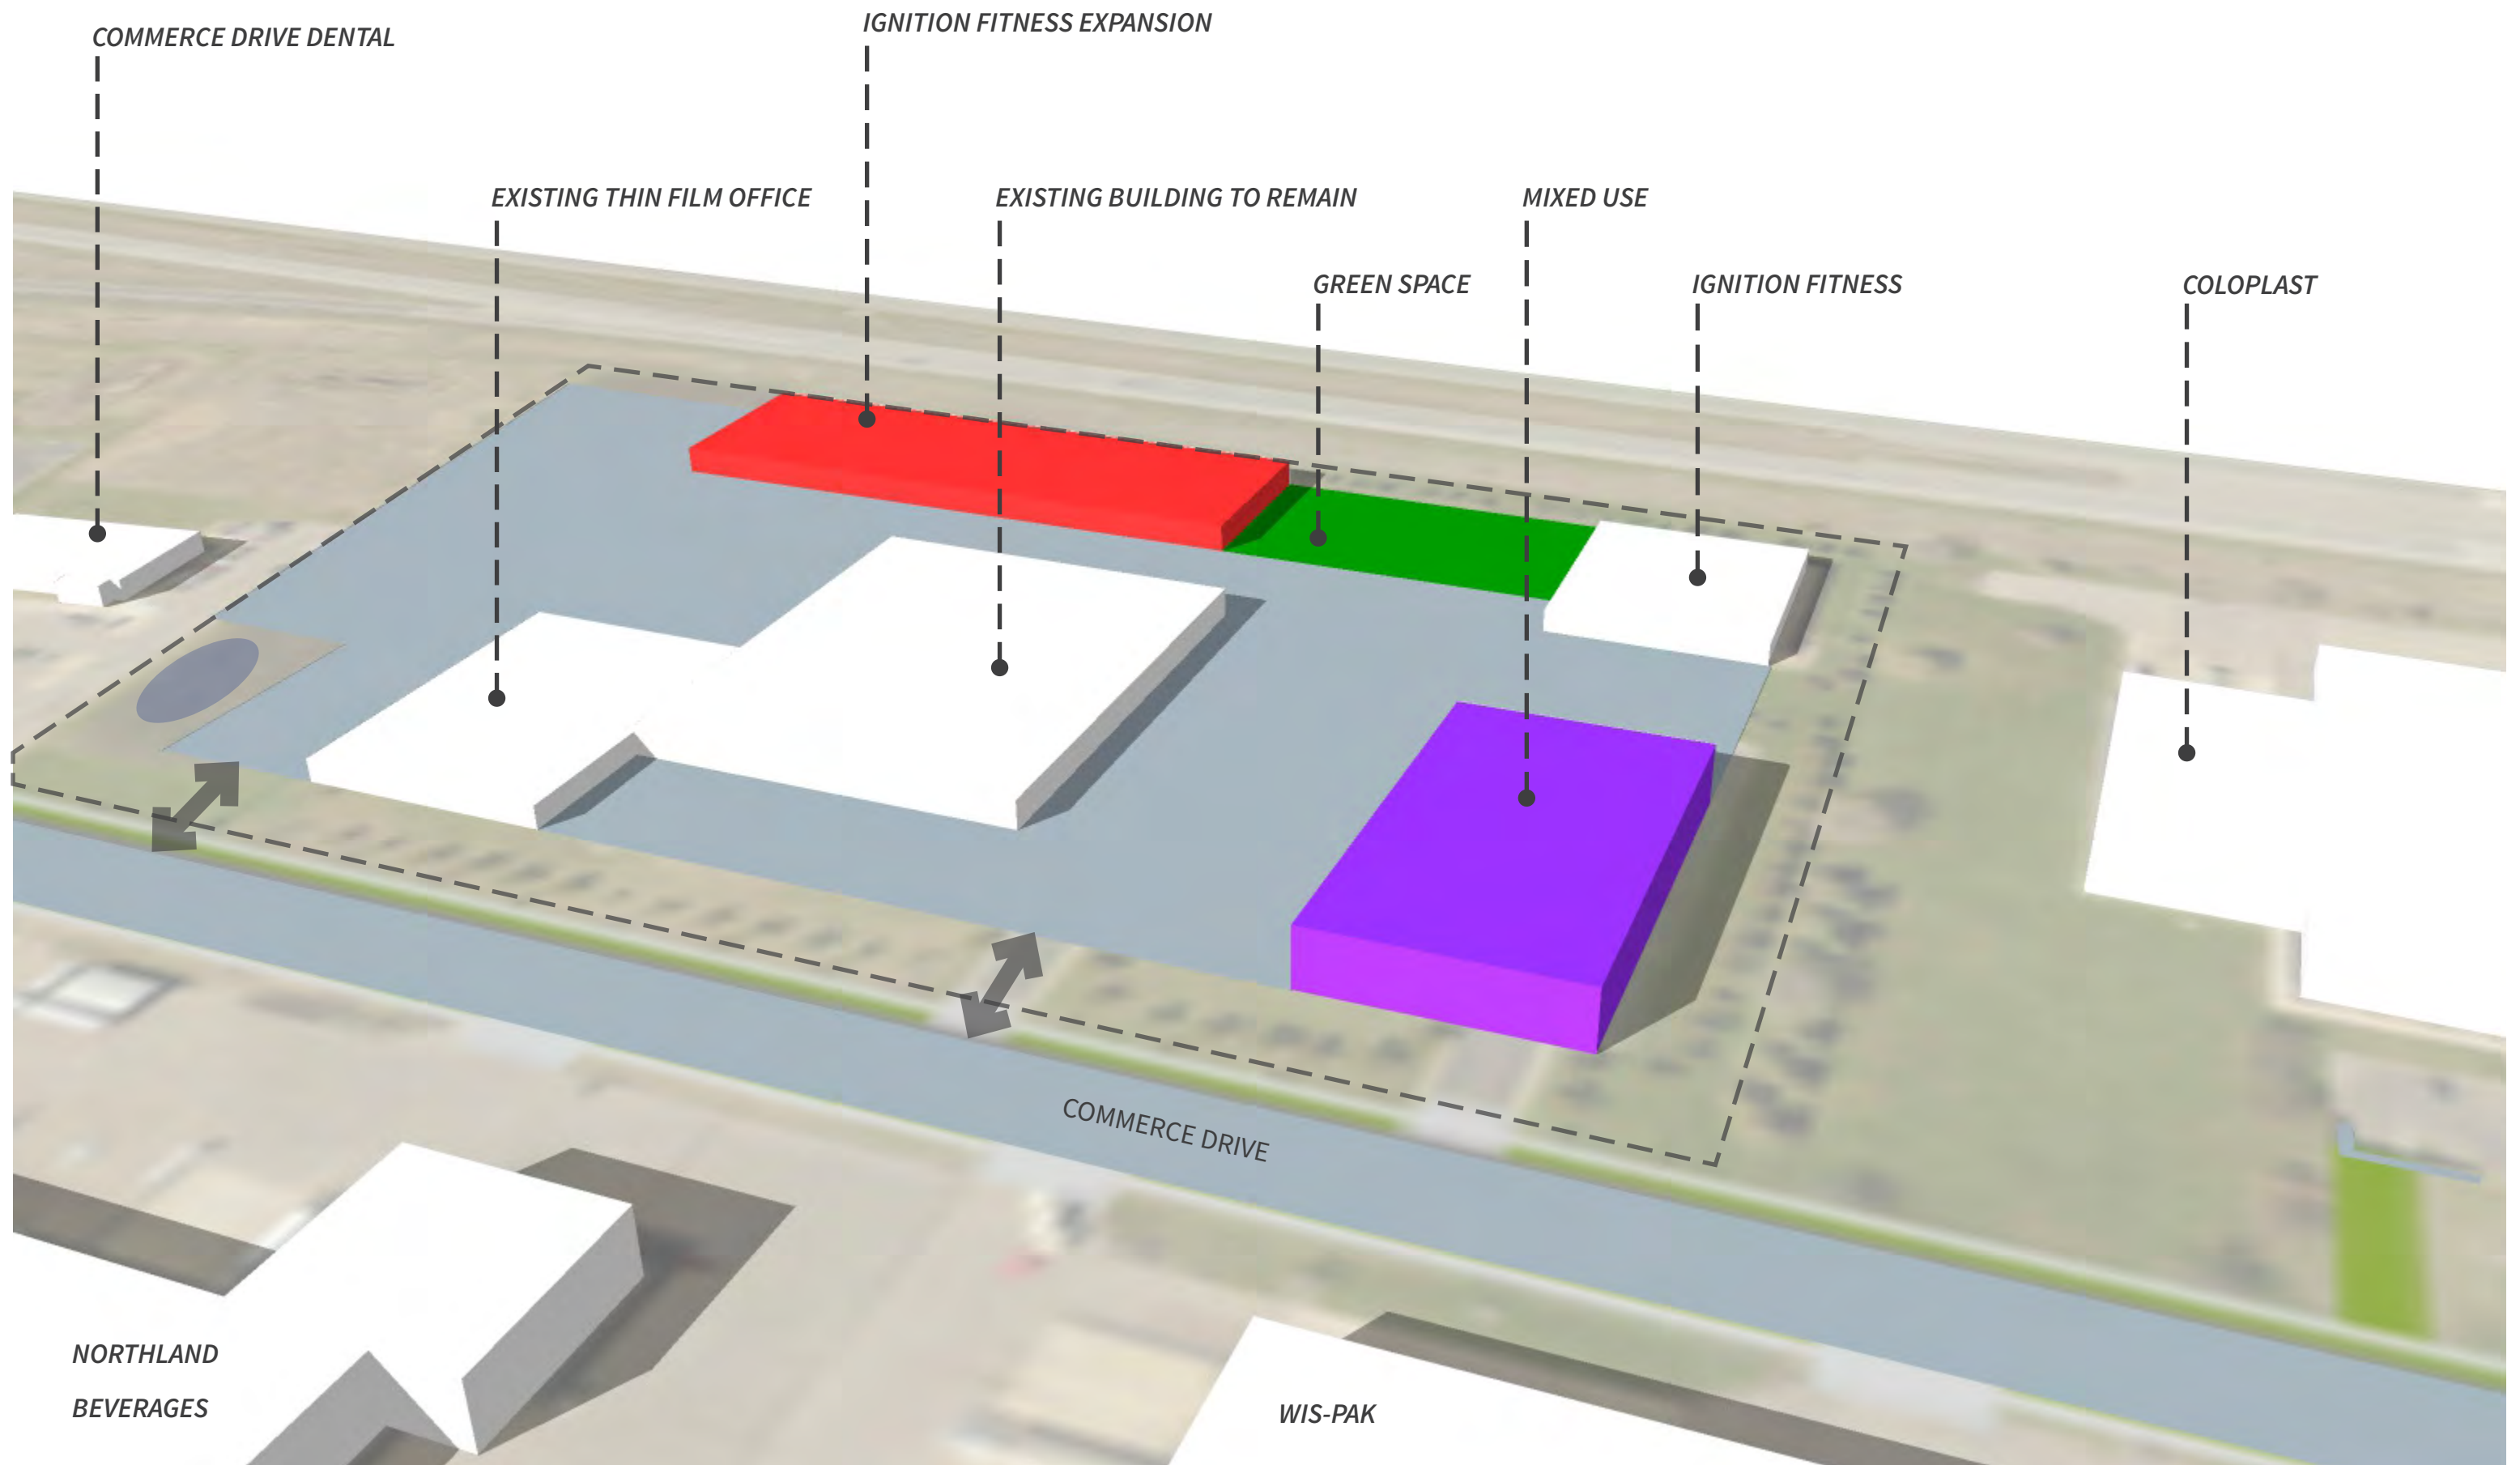 IGNITION FITNESS EXPANSION
COMMERCE DRIVE DENTAL
EXISTING THIN FILM OFFICE
EXISTING BUILDING TO REMAIN
MIXED USE
GREEN SPACE
IGNITION FITNESS
COLOPLAST
COMMERCE DRIVE
NORTHLAND
BEVERAGES
WIS-PAK